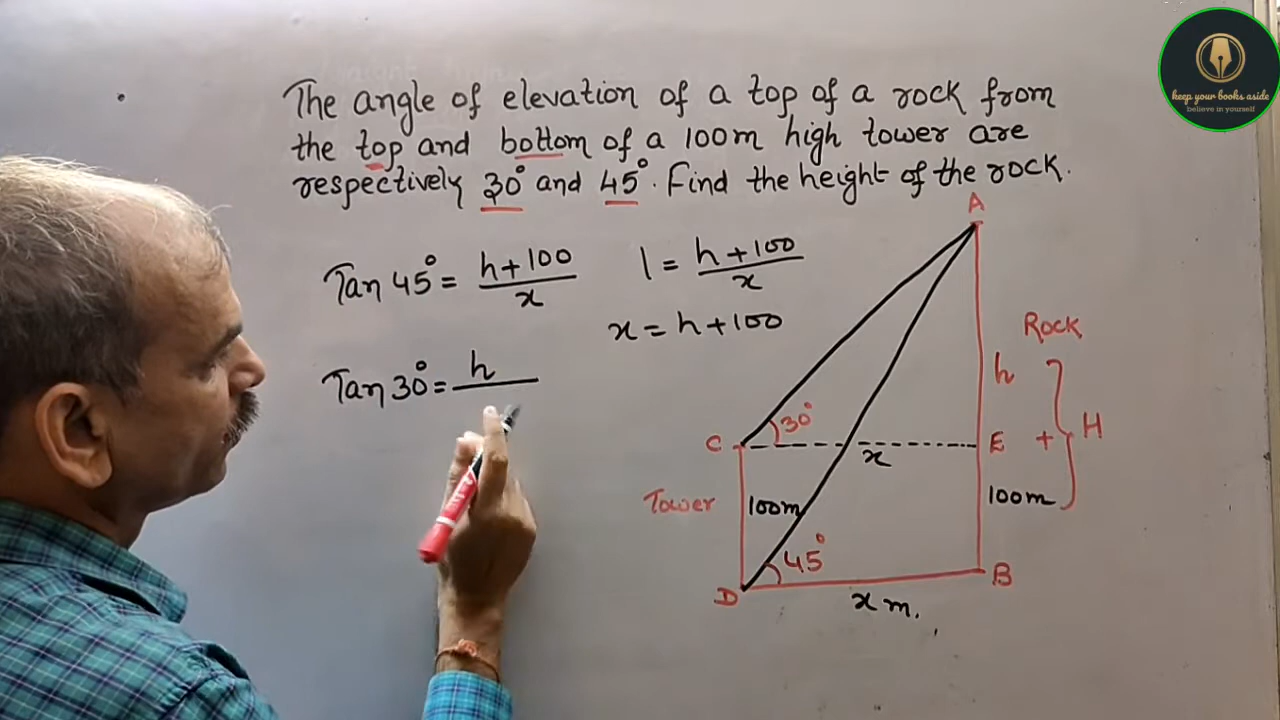 The angle of elevation of a top of a rock from
the top and bottom of a 100m high tower are
respectively 30° and 45°. Find the height of the rock.
Tan 45° = h+100/x
1 = h+100/x
x = h+100
Tan 30° = h
A
Rock
h
C
30°
x
E
+
H
Tower
100m
100m
45°
D
B
x m.
keep your books aside
believe in yourself